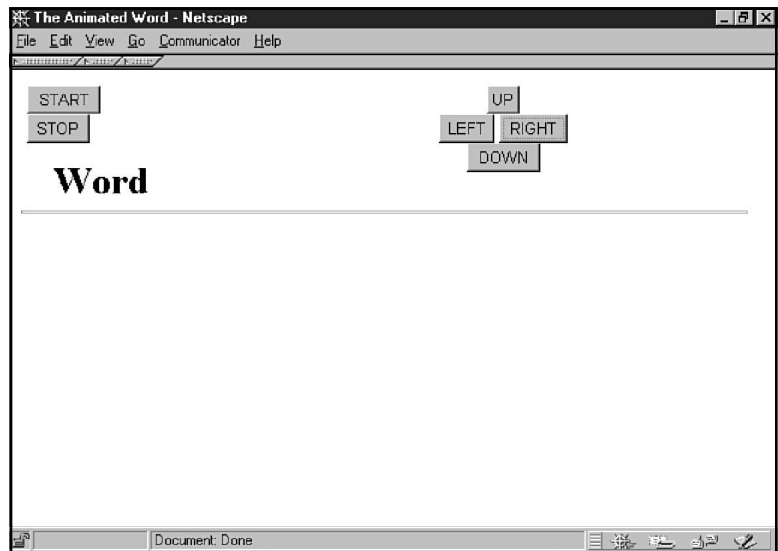 The Animated Word - Netscape
File Edit View Go Communicator Help
START UP
STOP LEFT RIGHT
DOWN
Word
Document: Done